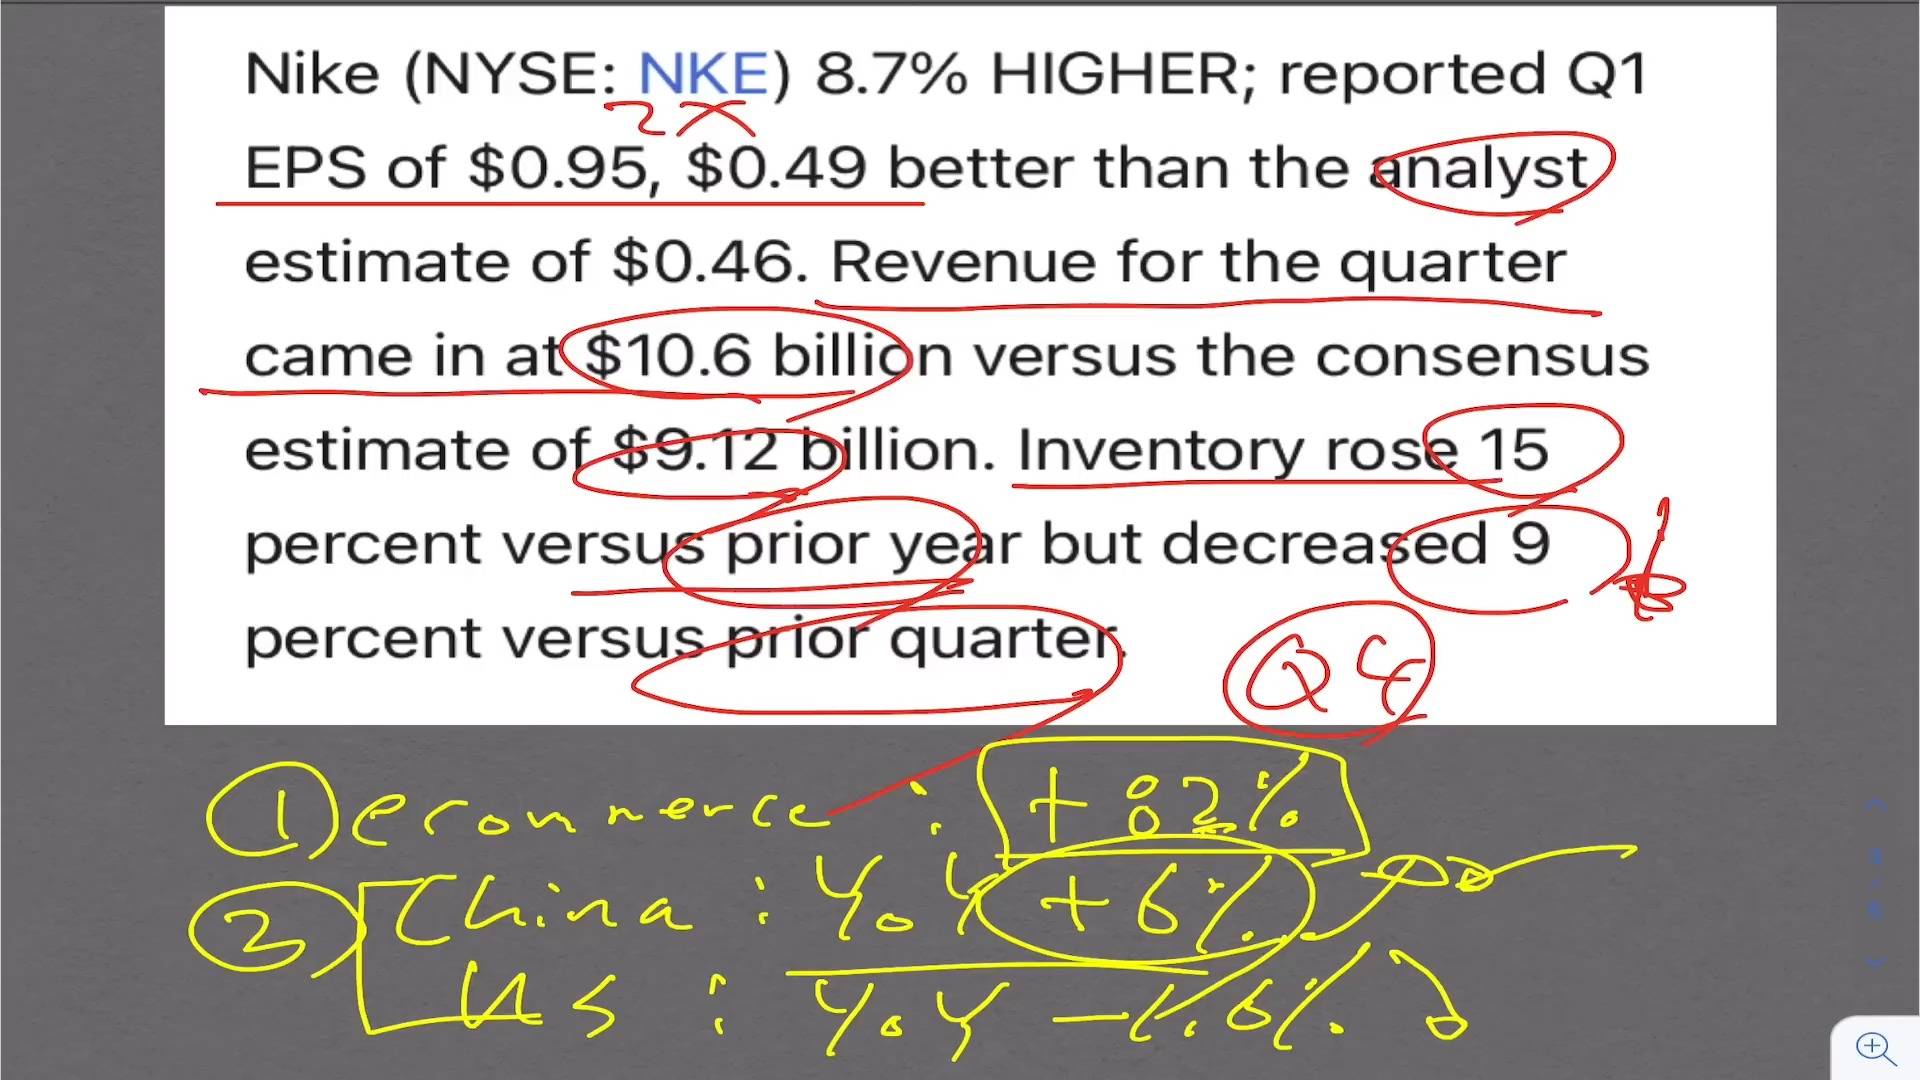 Nike (NYSE: NKE) 8.7% HIGHER; reported Q1
2X
EPS of $0.95, $0.49 better than the analyst
estimate of $0.46. Revenue for the quarter
came in at $10.6 billion versus the consensus
estimate of $9.12 billion. Inventory rose 15
percent versus prior year but decreased 9
percent versus prior quarter.
Q4
1 ecommerce : +82%
2 China : YoY +6%
US : YoY -1.6%